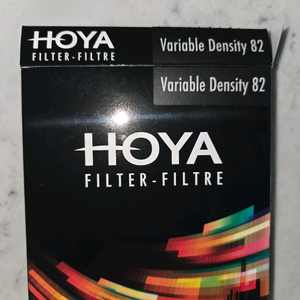 HOYA
FILTER-FILTRE
Variable Density 82
Variable Density 82
HOYA
FILTER-FILTRE